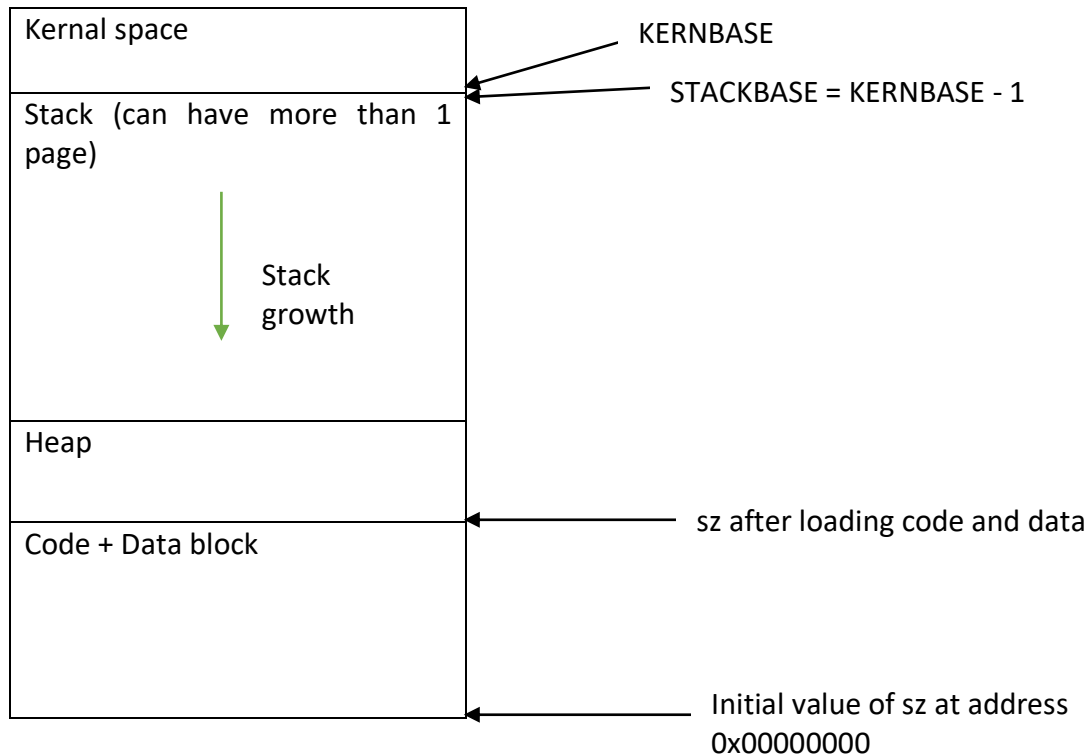 Kernal space
KERNBASE
STACKBASE = KERNBASE - 1
Stack (can have more than 1
page)
Stack
growth
Heap
sz after loading code and data
Code + Data block
Initial value of sz at address
0x00000000